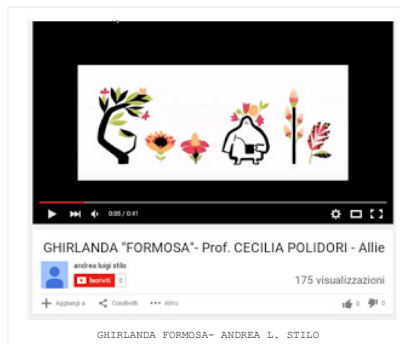 0:05 / 0:41
GHIRLANDA "FORMOSA"- Prof. CECILIA POLIDORI - Allie
andrea luigi stilo
Iscriviti 0
175 visualizzazioni
Aggiungi a Condividi Altro 0 0
GHIRLANDA FORMOSA- ANDREA L. STILO